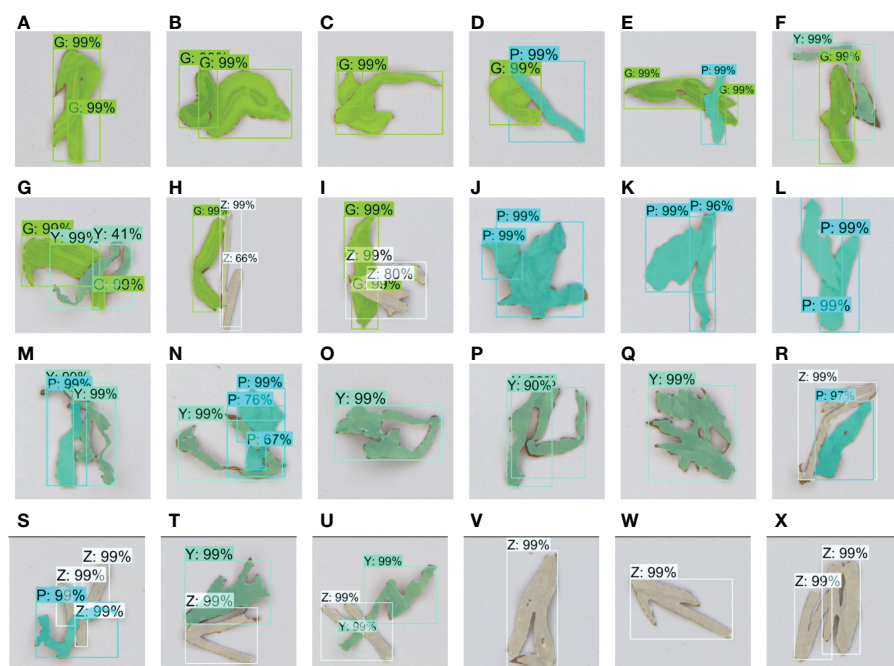 A B C D E F
G: 99%
G: 99%
G: 99%
G: 99%
P: 99%
G: 99%
G: 99%
P: 99%
G: 99%
Y: 99%
G: 99%
G H I J K L
G: 99%
Y: 99%
Y: 41%
G: 99%
G: 99%
Z: 99%
Z: 66%
G: 99%
Z: 99%
Z: 80%
G: 99%
P: 99%
P: 99%
P: 99%
P: 96%
P: 99%
P: 99%
M N O P Q R
P: 99%
Y: 99%
Y: 99%
P: 99%
P: 76%
P: 67%
Y: 99%
Y: 90%
Y: 99%
Z: 99%
P: 97%
S T U V W X
Z: 99%
Z: 99%
P: 99%
Z: 99%
Y: 99%
Z: 99%
Y: 99%
Z: 99%
Y: 99%
Z: 99%
Z: 99%
Z: 99%
Z: 99%